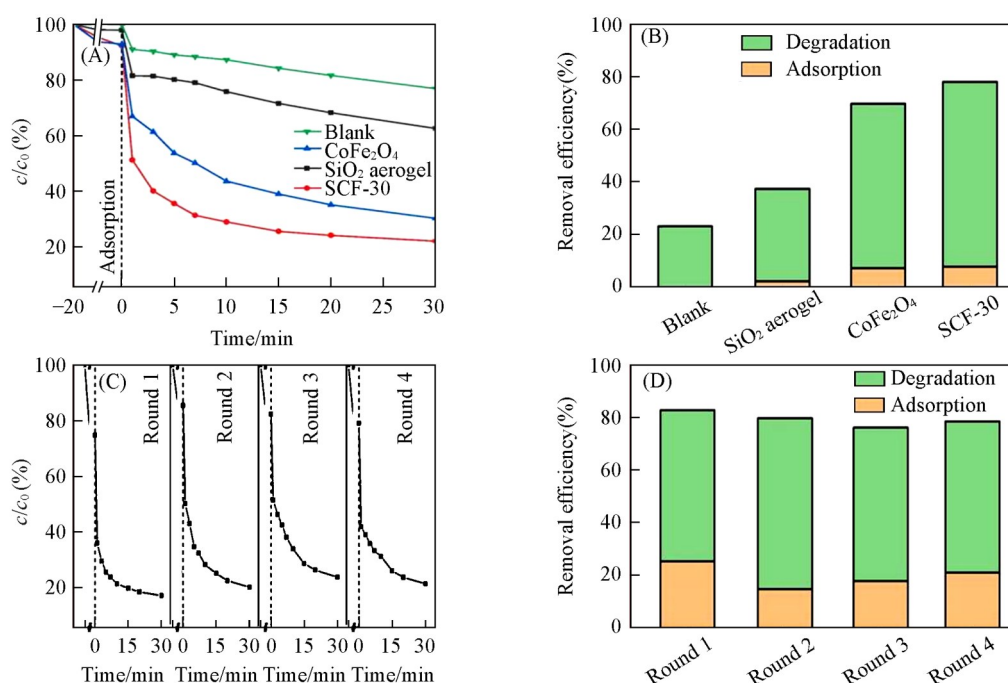 (A)
c/c₀(%)
100
80
60
40
20
Blank
CoFe₂O₄
SiO₂ aerogel
SCF-30
Adsorption
−20 0 5 10 15 20 25 30
Time/min
(B)
Removal efficiency(%)
100
80
60
40
20
0
Degradation
Adsorption
Blank
SiO₂ aerogel
CoFe₂O₄
SCF-30
(C)
c/c₀(%)
100
80
60
40
20
Round 1
Round 2
Round 3
Round 4
0 15 30 0 15 30 0 15 30 0 15 30
Time/min Time/min Time/min Time/min
(D)
Removal efficiency(%)
100
80
60
40
20
0
Degradation
Adsorption
Round 1
Round 2
Round 3
Round 4